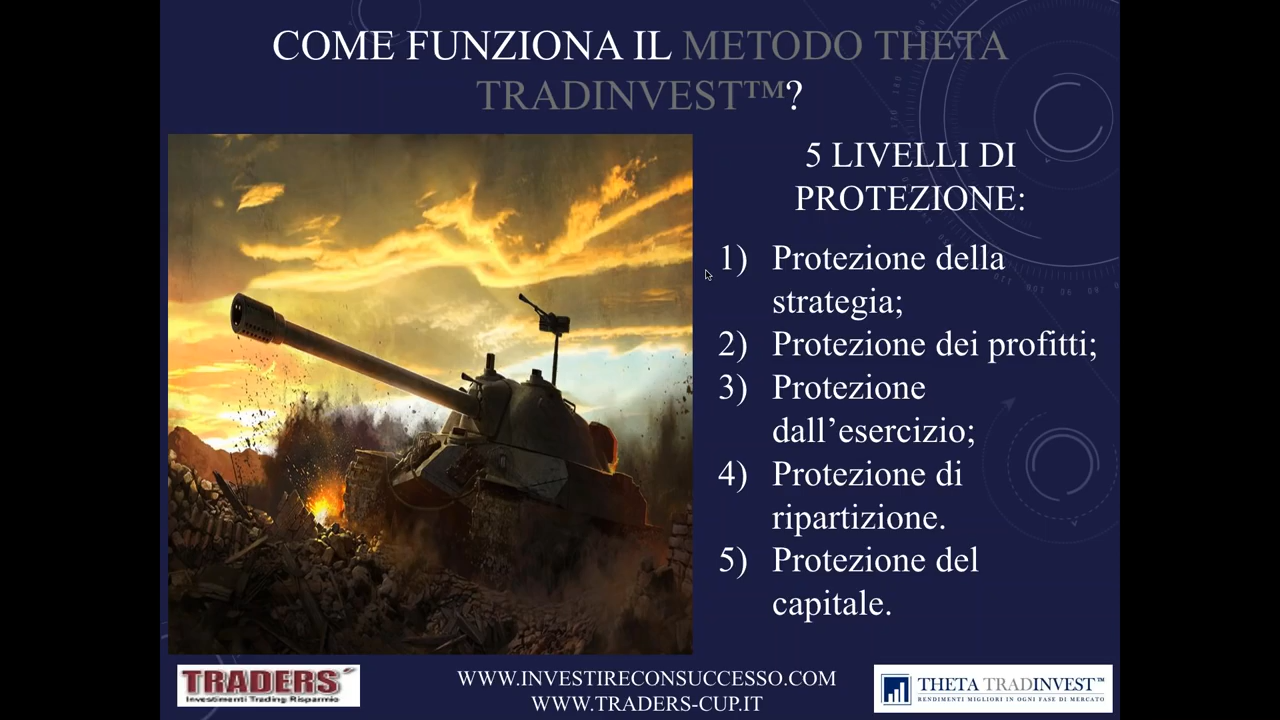 COME FUNZIONA IL METODO THETA
TRADINVEST™?
5 LIVELLI DI
PROTEZIONE:
1) Protezione della
strategia;
2) Protezione dei profitti;
3) Protezione
dall’esercizio;
4) Protezione di
ripartizione.
5) Protezione del
capitale.
TRADERS´
Investimenti Trading Risparmio
WWW.INVESTIRECONSUCCESSO.COM
WWW.TRADERS-CUP.IT
THETA TRADINVEST™
RENDIMENTI MIGLIORI IN OGNI FASE DI MERCATO